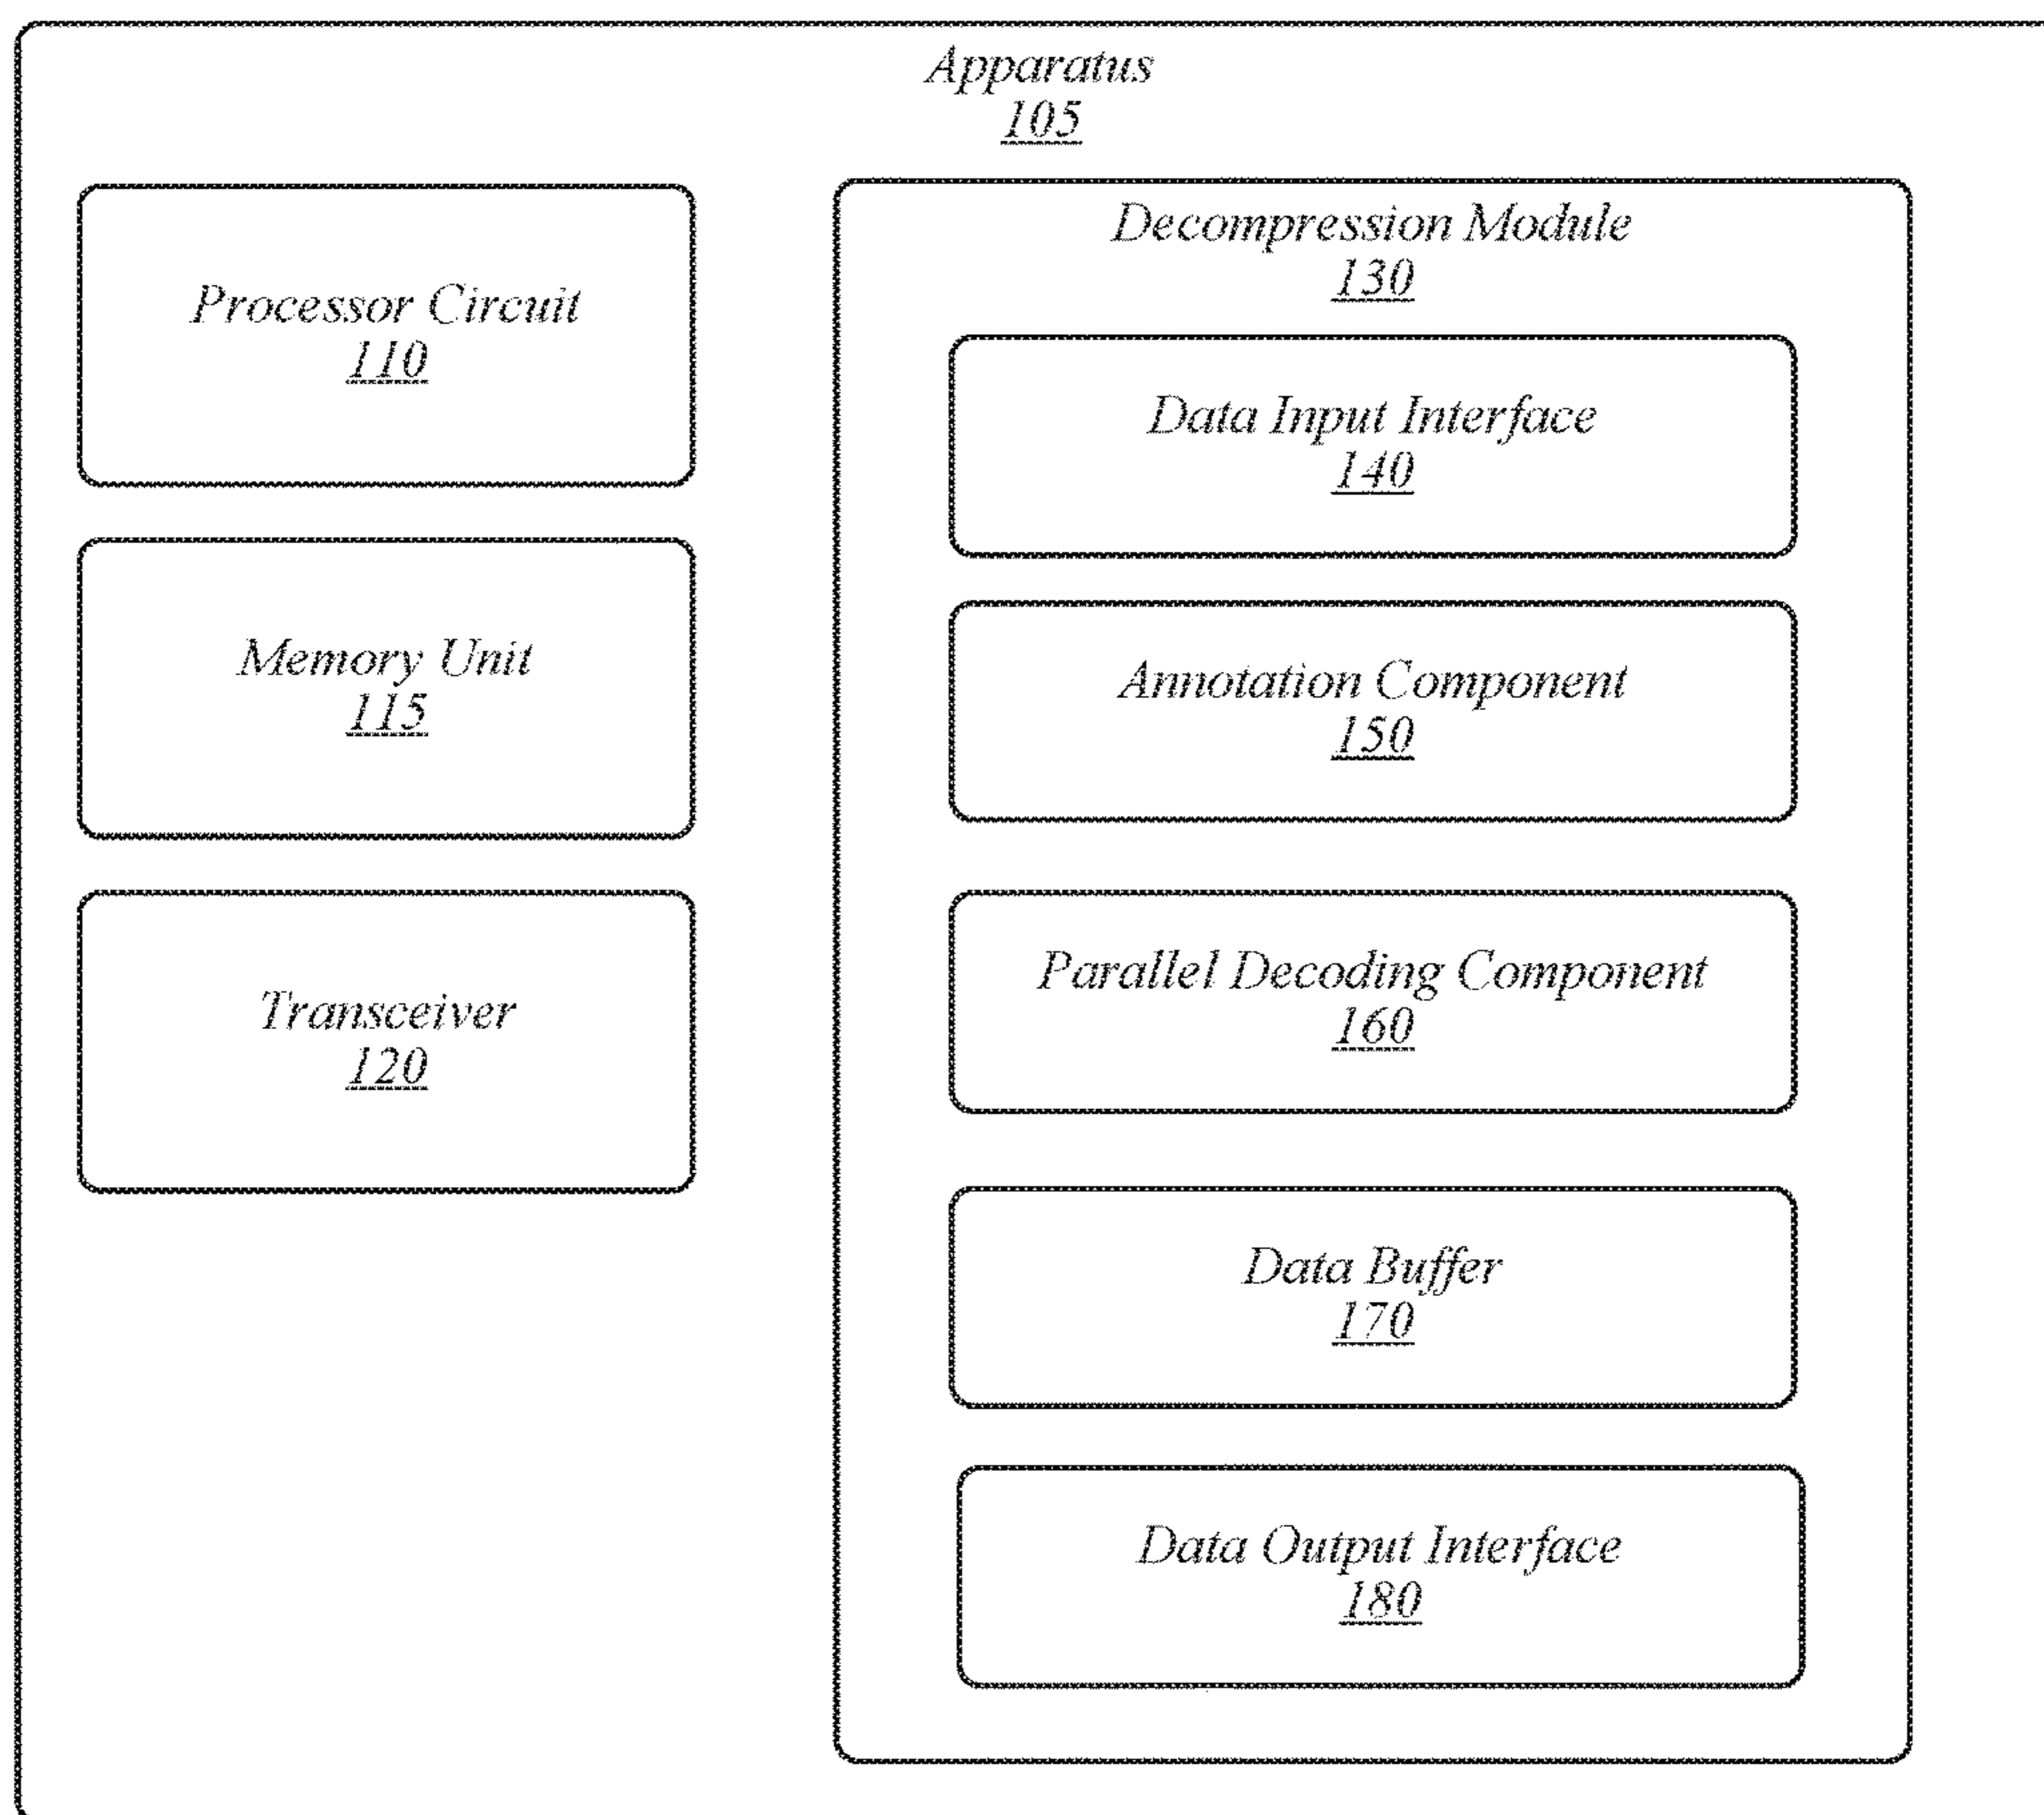 Apparatus
105
Processor Circuit
110
Memory Unit
115
Transceiver
120
Decompression Module
130
Data Input Interface
140
Annotation Component
150
Parallel Decoding Component
160
Data Buffer
170
Data Output Interface
180